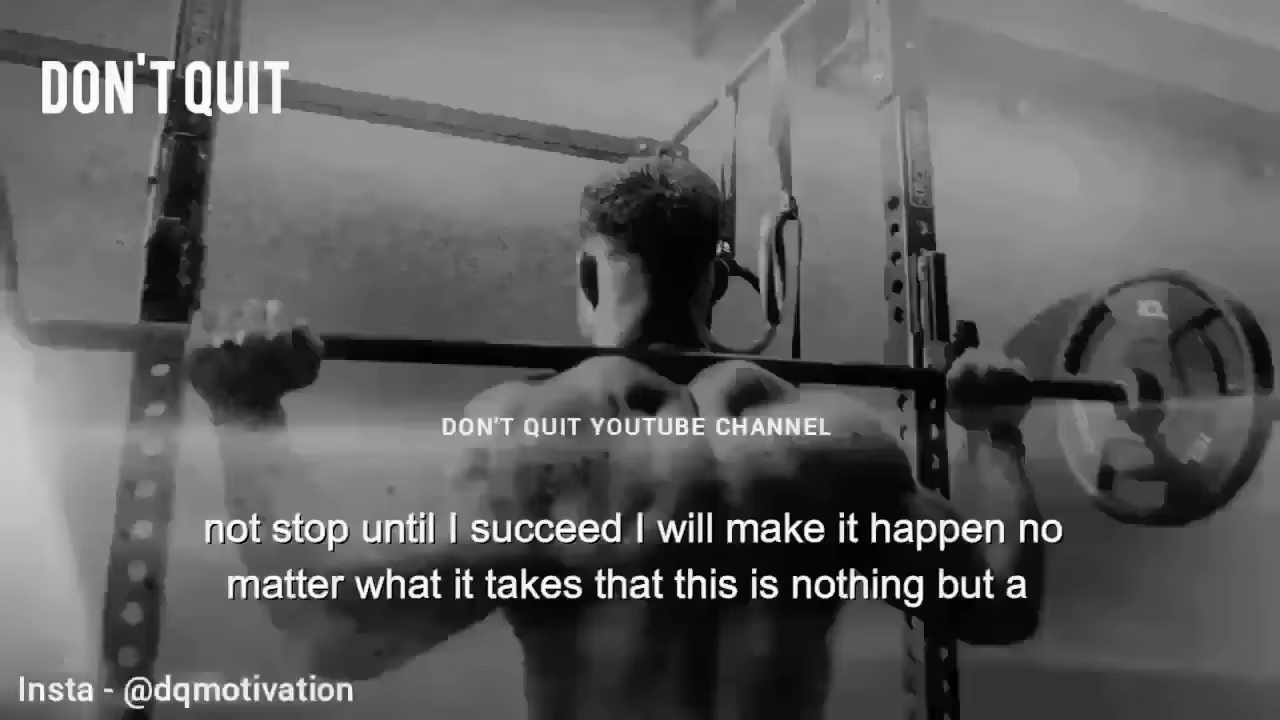 DON'T QUIT
DON'T QUIT YOUTUBE CHANNEL
not stop until I succeed I will make it happen no
matter what it takes that this is nothing but a
Insta - @dqmotivation